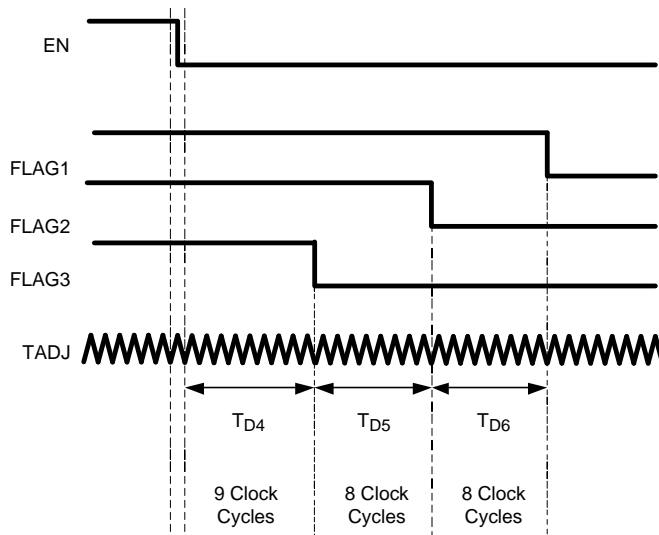 EN
FLAG1
FLAG2
FLAG3
TADJ
TD4 TD5 TD6
9 Clock 8 Clock 8 Clock
Cycles Cycles Cycles